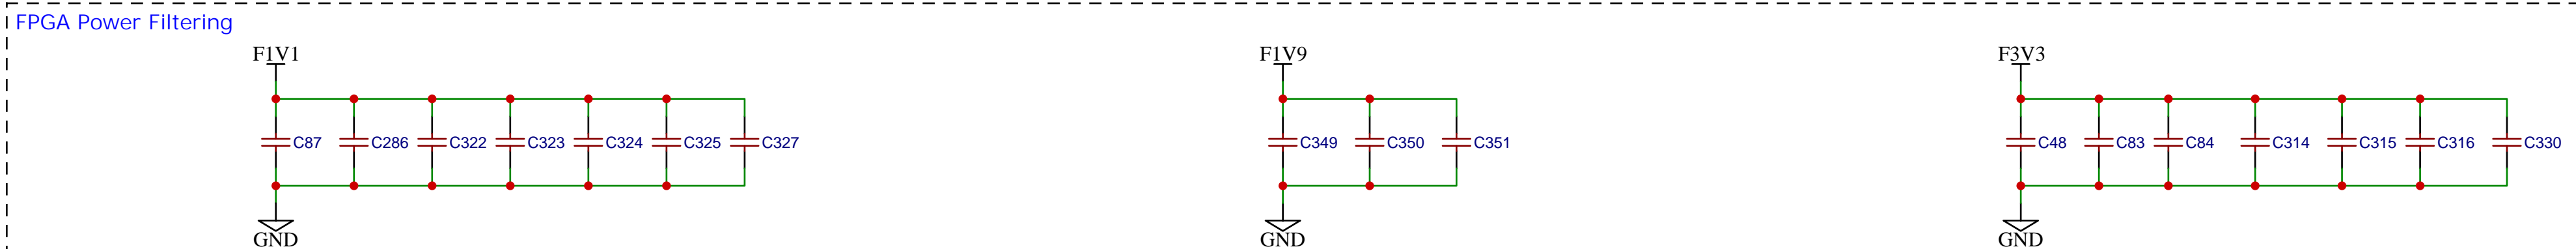 FPGA Power Filtering
F1V1 F1V9 F3V3
C87 C286 C322 C323 C324 C325 C327 C349 C350 C351 C48 C83 C84 C314 C315 C316 C330
GND GND GND